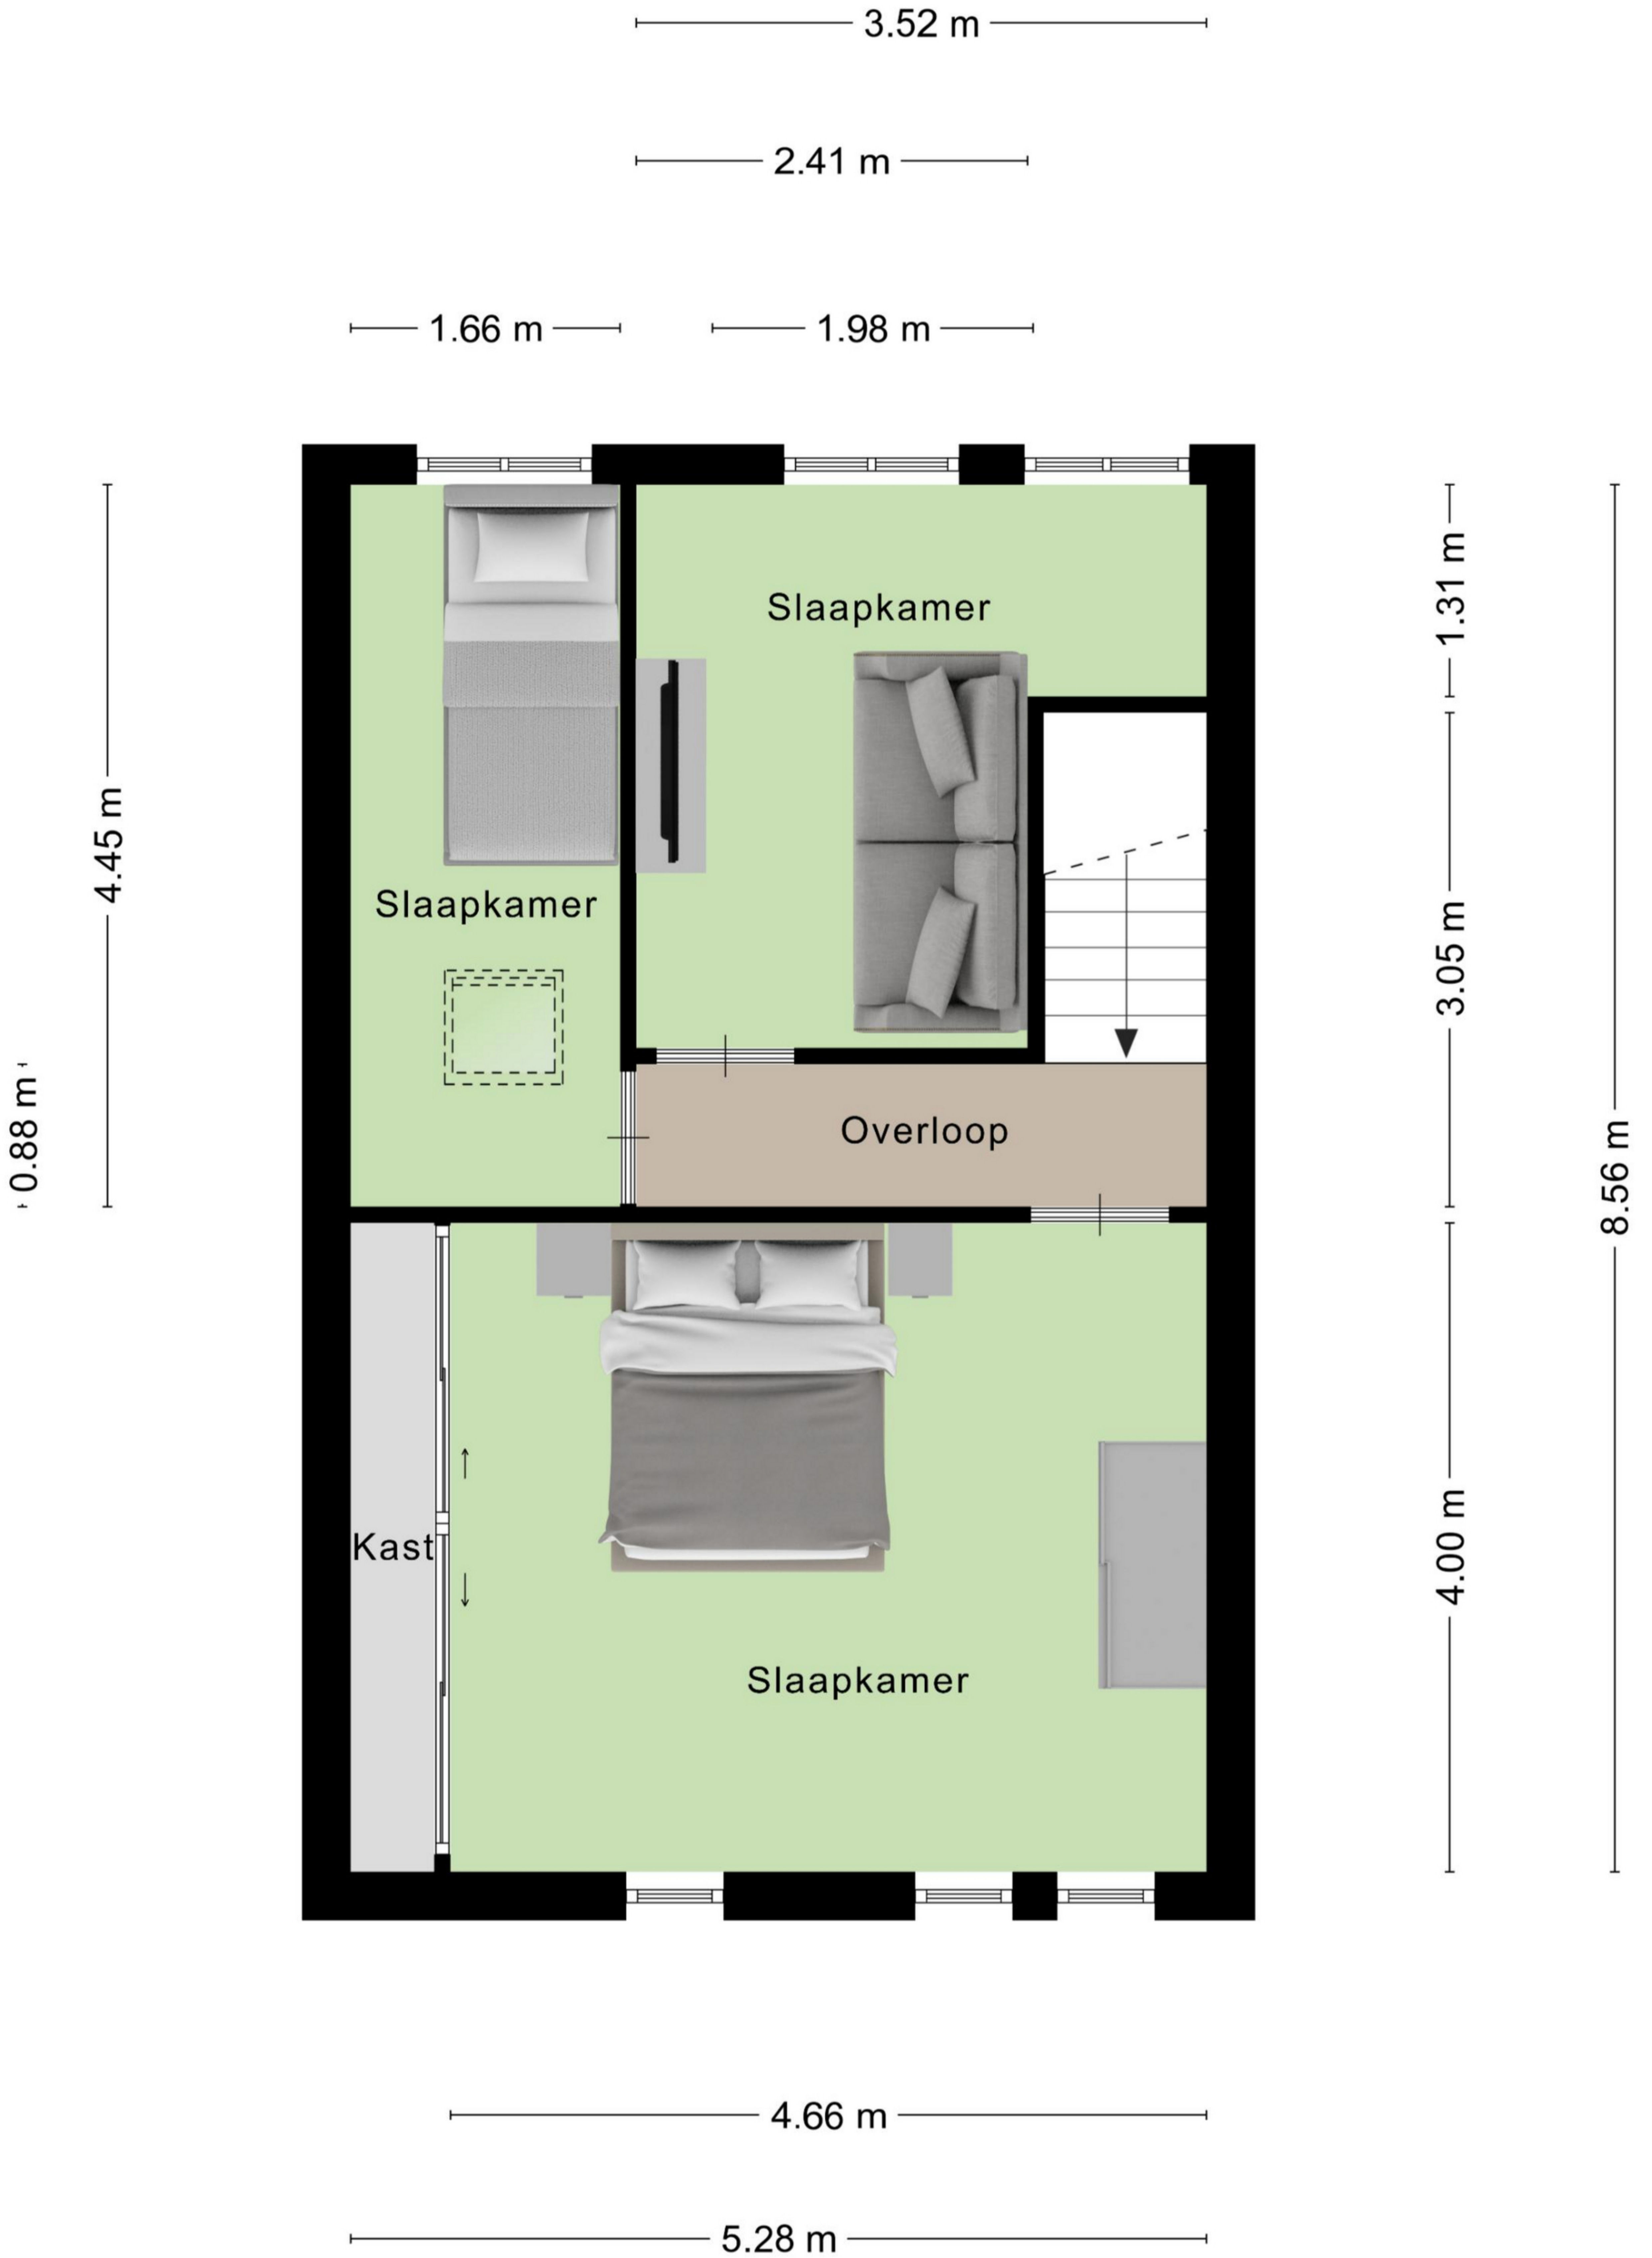 3.52 m
2.41 m
1.66 m
1.98 m
Slaapkamer
1.31 m
4.45 m
Slaapkamer
3.05 m
0.88 m
Overloop
8.56 m
Kast
4.00 m
Slaapkamer
4.66 m
5.28 m